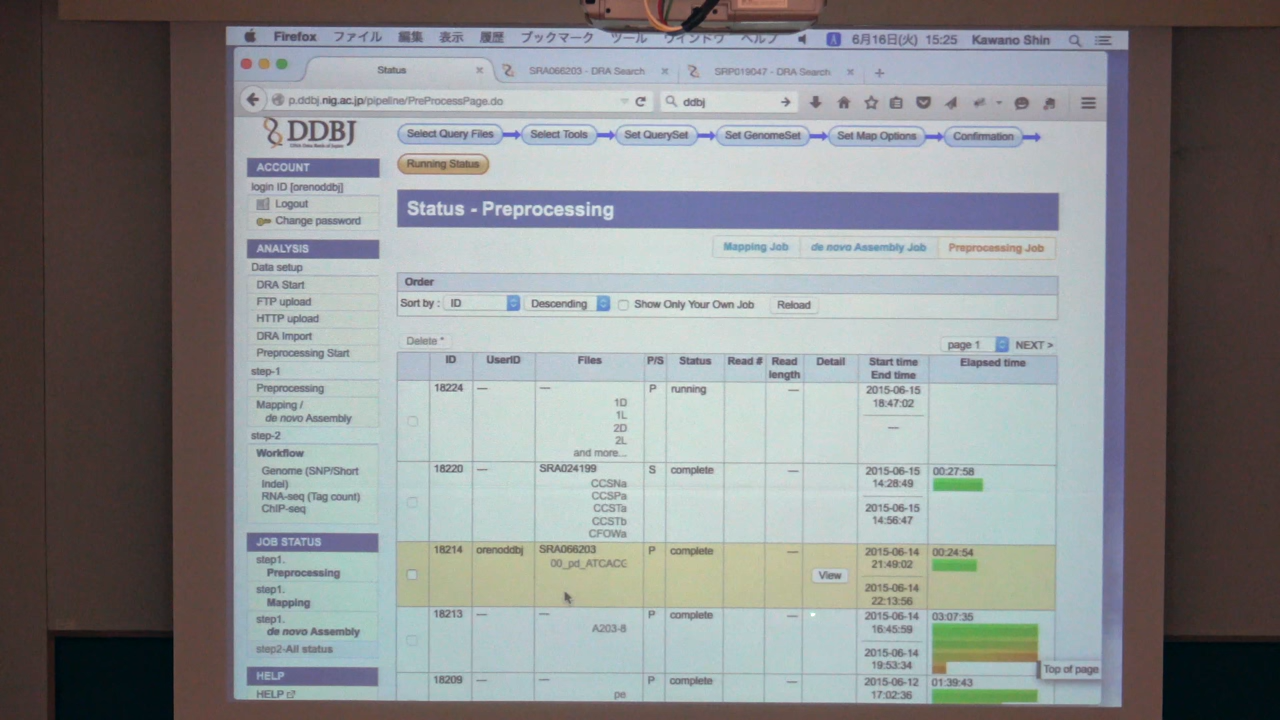 Firefox ファイル 編集 表示 履歴 ブックマーク ツール ウインドウ ヘルプ A 6月16日(火) 15:25 Kawano Shin
Status
SRA066203 - DRA Search
SRP019047 - DRA Search
p.ddbj.nig.ac.jp/pipeline/PreProcessPage.do
ddbj
DDBJ
Select Query Files
Select Tools
Set QuerySet
Set GenomeSet
Set Map Options
Confirmation
Running Status
ACCOUNT
login ID [orenoddbj]
Logout
Change password
ANALYSIS
Data setup
DRA Start
FTP upload
HTTP upload
DRA Import
Preprocessing Start
step-1
Preprocessing
Mapping /
de novo Assembly
step-2
Workflow
Genome (SNP/Short
Indel)
RNA-seq (Tag count)
ChIP-seq
JOB STATUS
step1.
Preprocessing
step1.
Mapping
step1.
de novo Assembly
step2-All status
HELP
HELP
Status - Preprocessing
Mapping Job
de novo Assembly Job
Preprocessing Job
Order
Sort by : ID Descending Show Only Your Own Job Reload
Delete *
page 1 NEXT >
ID UserID Files P/S Status Read # Read length Detail Start time End time Elapsed time
18224 — — P running — 2015-06-15
1D 18:47:02
1L
2D —
2L
and more...
18220 — SRA024199 S complete — 2015-06-15 00:27:58
CCSNa 14:28:49
CCSPa
CCSTa 2015-06-15
CCSTb 14:56:47
CFOWa
18214 orenoddbj SRA066203 P complete — 2015-06-14 00:24:54
00_pd_ATCACG 21:49:02
View
2015-06-14
22:13:56
18213 — — P complete — 2015-06-14 03:07:35
A203-8 16:45:59
2015-06-14
19:53:34
Top of page
18209 — — P complete — 2015-06-12 01:39:43
pe 17:02:36